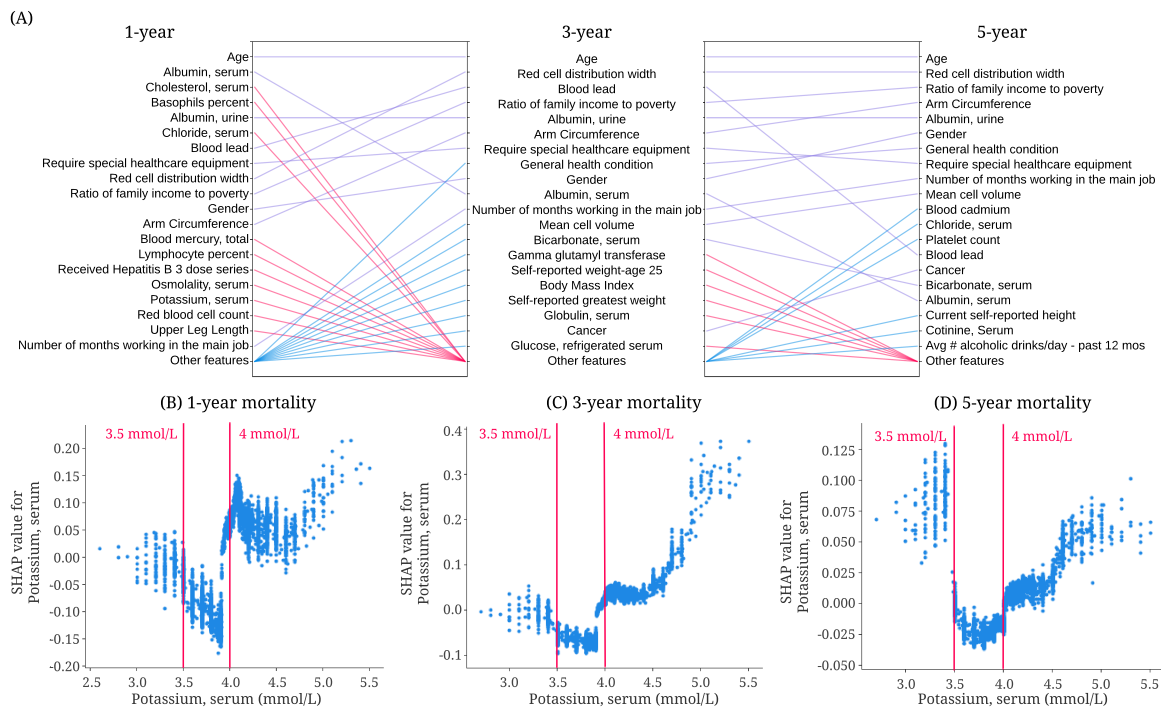 (A)
1-year
3-year
5-year
Age
Albumin, serum
Cholesterol, serum
Basophils percent
Albumin, urine
Chloride, serum
Blood lead
Require special healthcare equipment
Red cell distribution width
Ratio of family income to poverty
Gender
Arm Circumference
Blood mercury, total
Lymphocyte percent
Received Hepatitis B 3 dose series
Osmolality, serum
Potassium, serum
Red blood cell count
Upper Leg Length
Number of months working in the main job
Other features
Age
Red cell distribution width
Blood lead
Ratio of family income to poverty
Albumin, urine
Arm Circumference
Require special healthcare equipment
General health condition
Gender
Albumin, serum
Number of months working in the main job
Mean cell volume
Bicarbonate, serum
Gamma glutamyl transferase
Self-reported weight-age 25
Body Mass Index
Self-reported greatest weight
Globulin, serum
Cancer
Glucose, refrigerated serum
Other features
Age
Red cell distribution width
Ratio of family income to poverty
Arm Circumference
Albumin, urine
Gender
General health condition
Require special healthcare equipment
Number of months working in the main job
Mean cell volume
Blood cadmium
Chloride, serum
Platelet count
Blood lead
Cancer
Bicarbonate, serum
Albumin, serum
Current self-reported height
Cotinine, Serum
Avg # alcoholic drinks/day - past 12 mos
Other features
(B) 1-year mortality
3.5 mmol/L
4 mmol/L
SHAP value for
Potassium, serum
0.20
0.15
0.10
0.05
0.00
-0.05
-0.10
-0.15
-0.20
2.5 3.0 3.5 4.0 4.5 5.0 5.5
Potassium, serum (mmol/L)
(C) 3-year mortality
3.5 mmol/L
4 mmol/L
SHAP value for
Potassium, serum
0.4
0.3
0.2
0.1
0.0
-0.1
3.0 3.5 4.0 4.5 5.0 5.5
Potassium, serum (mmol/L)
(D) 5-year mortality
3.5 mmol/L
4 mmol/L
SHAP value for
Potassium, serum
0.125
0.100
0.075
0.050
0.025
0.000
-0.025
-0.050
3.0 3.5 4.0 4.5 5.0 5.5
Potassium, serum (mmol/L)